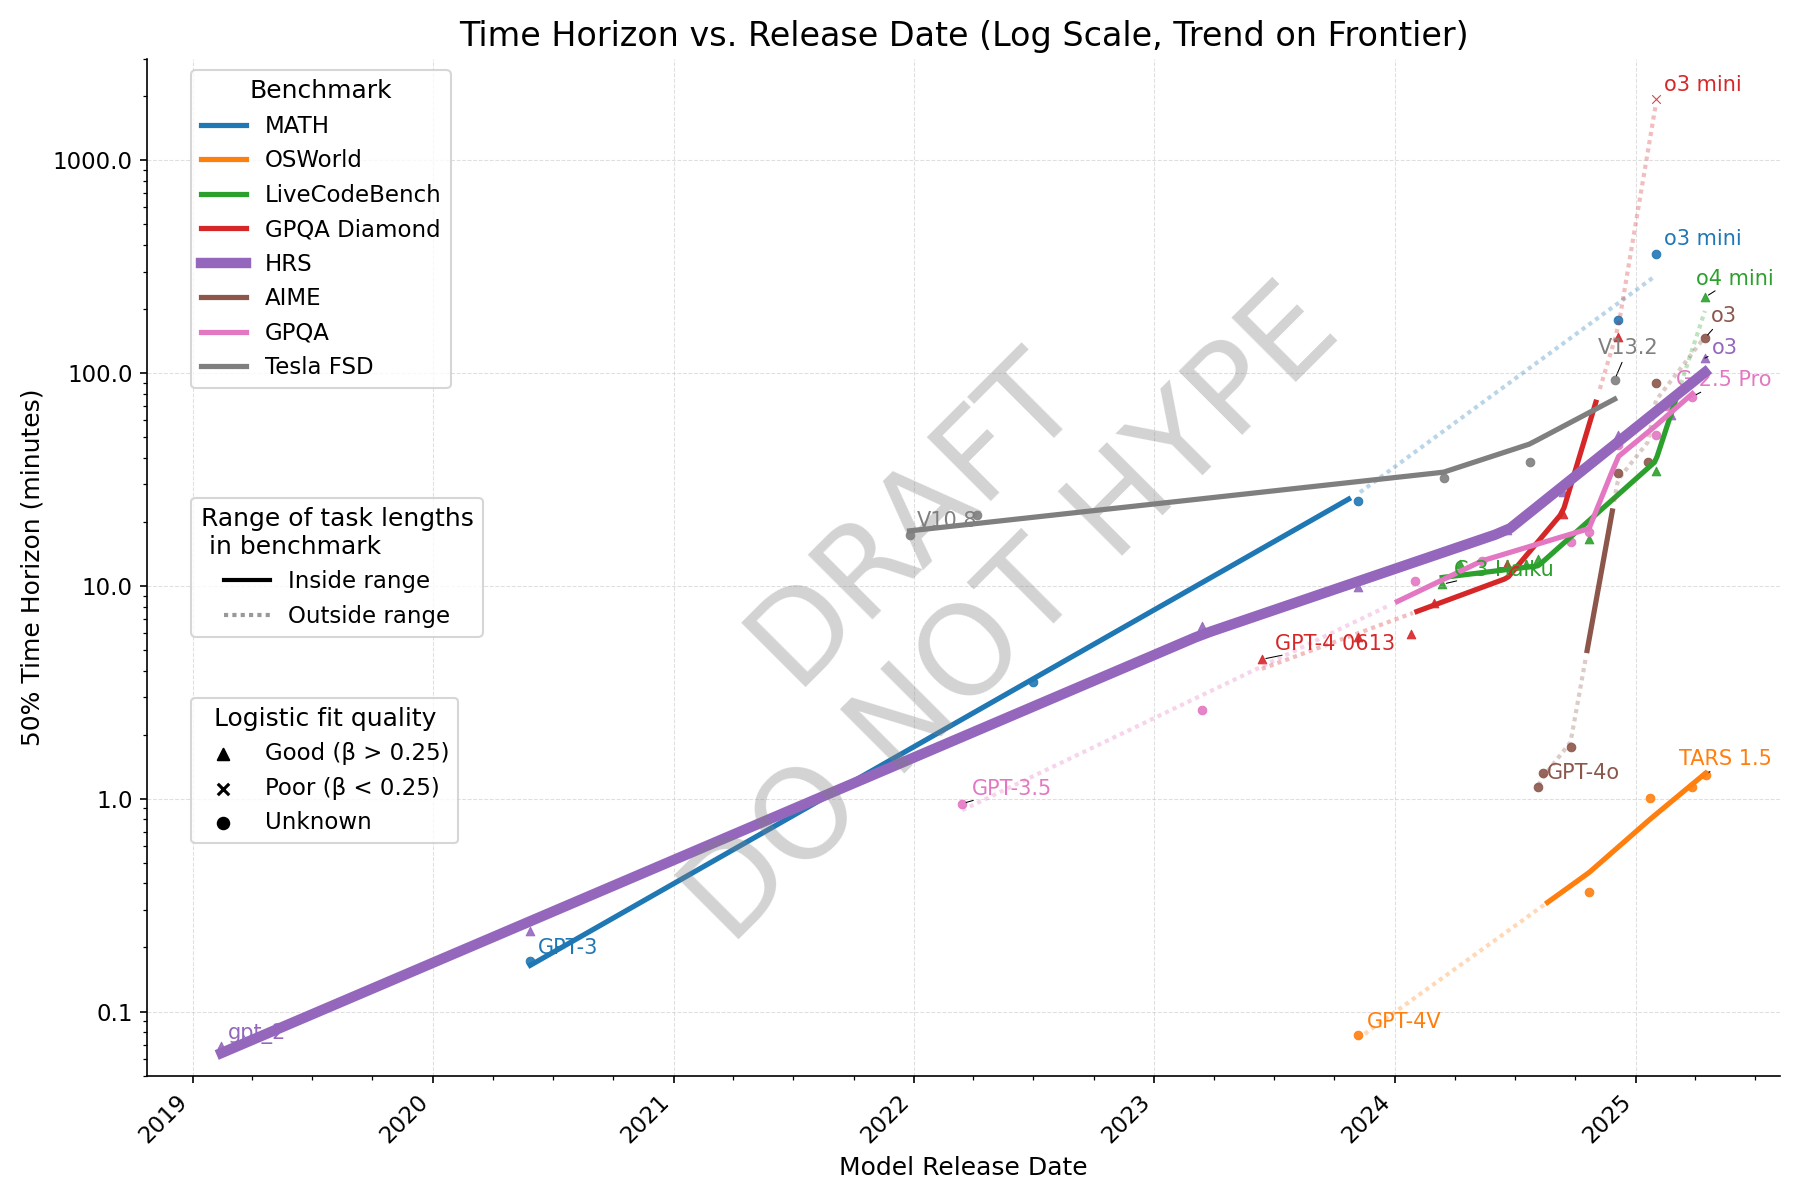 Time Horizon vs. Release Date (Log Scale, Trend on Frontier)
50% Time Horizon (minutes)
1000.0
100.0
10.0
1.0
0.1
Benchmark
MATH
OSWorld
LiveCodeBench
GPQA Diamond
HRS
AIME
GPQA
Tesla FSD
Range of task lengths
in benchmark
Inside range
Outside range
Logistic fit quality
Good (β > 0.25)
Poor (β < 0.25)
Unknown
DRAFT
DO NOT HYPE
o3 mini
o3 mini
o4 mini
o3
V13.2
o3
G 2.5 Pro
V10.8
C 3 Haiku
GPT-4 0613
GPT-3.5
GPT-4o
TARS 1.5
GPT-3
GPT-4V
gpt_2
2019
2020
2021
2022
2023
2024
2025
Model Release Date